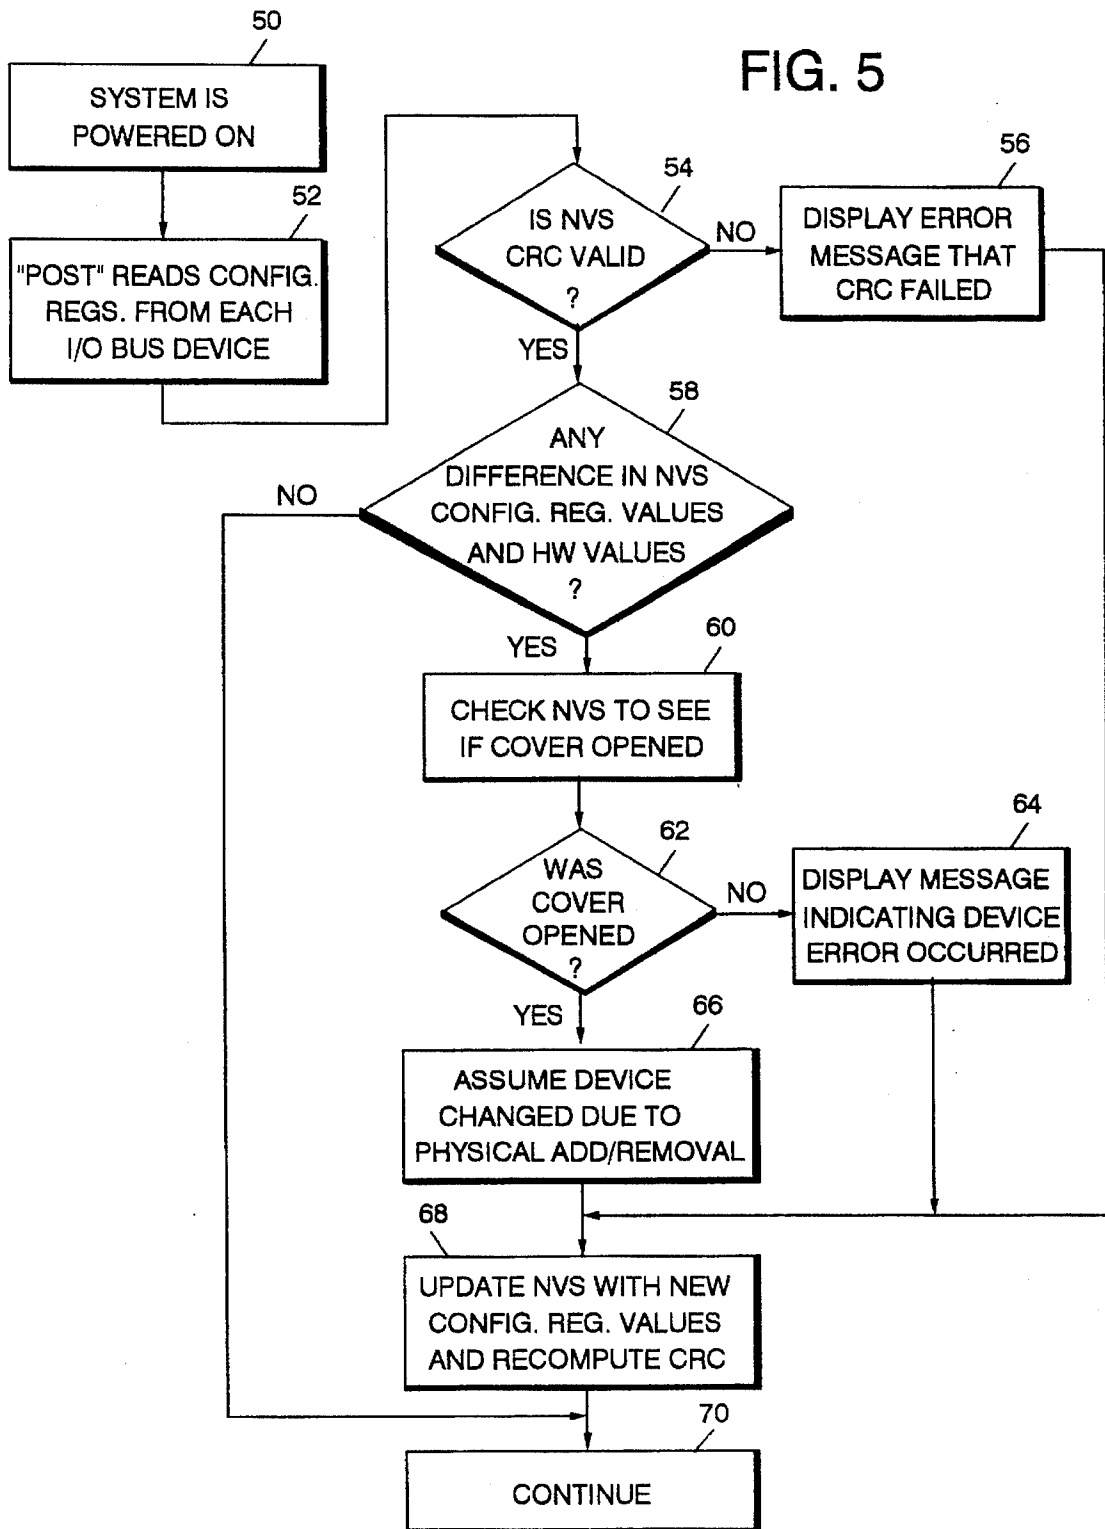 FIG. 5
50
SYSTEM IS
POWERED ON
52
"POST" READS CONFIG.
REGS. FROM EACH
I/O BUS DEVICE
54
IS NVS
CRC VALID
?
NO
YES
56
DISPLAY ERROR
MESSAGE THAT
CRC FAILED
58
ANY
DIFFERENCE IN NVS
CONFIG. REG. VALUES
AND HW VALUES
?
NO
YES
60
CHECK NVS TO SEE
IF COVER OPENED
62
WAS
COVER
OPENED
?
NO
YES
64
DISPLAY MESSAGE
INDICATING DEVICE
ERROR OCCURRED
66
ASSUME DEVICE
CHANGED DUE TO
PHYSICAL ADD/REMOVAL
68
UPDATE NVS WITH NEW
CONFIG. REG. VALUES
AND RECOMPUTE CRC
70
CONTINUE